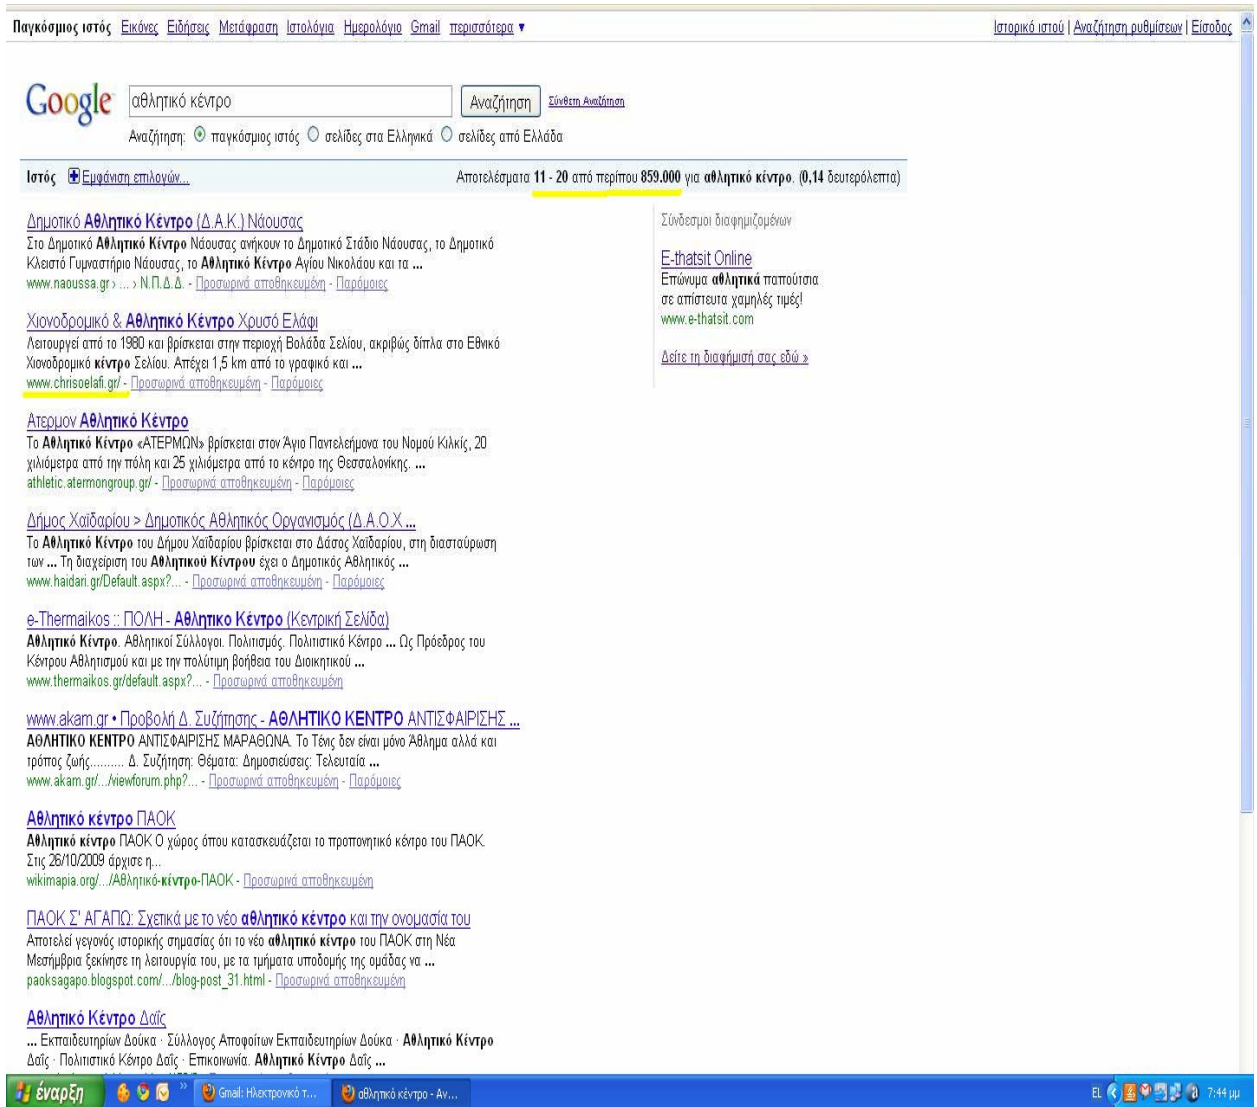 Παγκόσμιος ιστός Εικόνες Ειδήσεις Μετάφραση Ιστολόγια Ημερολόγιο Gmail περισσότερα ▼
Ιστορικό ιστού | Αναζήτηση ρυθμίσεων | Είσοδος
Google αθλητικό κέντρο Αναζήτηση Σύνθετη Αναζήτηση
Αναζήτηση: παγκόσμιος ιστός σελίδες στα Ελληνικά σελίδες από Ελλάδα
Ιστός Εμφάνιση επιλογών... Αποτελέσματα 11 - 20 από περίπου 859.000 για αθλητικό κέντρο. (0,14 δευτερόλεπτα)
Δημοτικό Αθλητικό Κέντρο (Δ.Α.Κ.) Νάουσας
Στο Δημοτικό Αθλητικό Κέντρο Νάουσας ανήκουν το Δημοτικό Στάδιο Νάουσας, το Δημοτικό
Κλειστό Γυμναστήριο Νάουσας, το Αθλητικό Κέντρο Αγίου Νικολάου και τα ...
www.naoussa.gr › ... › Ν.Π.Δ.Δ. - Προσωρινά αποθηκευμένη - Παρόμοιες
Χιονοδρομικό & Αθλητικό Κέντρο Χρυσό Ελάφι
Λειτουργεί από το 1980 και βρίσκεται στην περιοχή Βολάδα Σελίου, ακριβώς δίπλα στο Εθνικό
Χιονοδρομικό κέντρο Σελίου. Απέχει 1,5 km από το γραφικό και ...
www.chrisoelafi.gr/ - Προσωρινά αποθηκευμένη - Παρόμοιες
Ατερμον Αθλητικό Κέντρο
Το Αθλητικό Κέντρο «ΑΤΕΡΜΩΝ» βρίσκεται στον Άγιο Παντελεήμονα του Νομού Κιλκίς, 20
χιλιόμετρα από την πόλη και 25 χιλιόμετρα από το κέντρο της Θεσσαλονίκης. ...
athletic.atermongroup.gr/ - Προσωρινά αποθηκευμένη - Παρόμοιες
Δήμος Χαϊδαρίου > Δημοτικός Αθλητικός Οργανισμός (Δ.Α.Ο.Χ ...
Το Αθλητικό Κέντρο του Δήμου Χαϊδαρίου βρίσκεται στο Δάσος Χαϊδαρίου, στη διασταύρωση
των ... Τη διαχείριση του Αθλητικού Κέντρου έχει ο Δημοτικός Αθλητικός ...
www.haidari.gr/Default.aspx?... - Προσωρινά αποθηκευμένη - Παρόμοιες
e-Thermaikos :: ΠΟΛΗ - Αθλητικο Κέντρο (Κεντρική Σελίδα)
Αθλητικό Κέντρο. Αθλητικοί Σύλλογοι. Πολιτισμός. Πολιτιστικό Κέντρο ... Ως Πρόεδρος του
Κέντρου Αθλητισμού και με την πολύτιμη βοήθεια του Διοικητικού ...
www.thermaikos.gr/default.aspx?... - Προσωρινά αποθηκευμένη
www.akam.gr • Προβολή Δ. Συζήτησης - ΑΘΛΗΤΙΚΟ ΚΕΝΤΡΟ ΑΝΤΙΣΦΑΙΡΙΣΗΣ ...
ΑΘΛΗΤΙΚΟ ΚΕΝΤΡΟ ΑΝΤΙΣΦΑΙΡΙΣΗΣ ΜΑΡΑΘΩΝΑ. Το Τένις δεν είναι μόνο Άθλημα αλλά και
τρόπος ζωής.......... Δ. Συζήτηση: Θέματα: Δημοσιεύσεις: Τελευταία ...
www.akam.gr/.../viewforum.php?... - Προσωρινά αποθηκευμένη - Παρόμοιες
Αθλητικό κέντρο ΠΑΟΚ
Αθλητικό κέντρο ΠΑΟΚ Ο χώρος όπου κατασκευάζεται το προπονητικό κέντρο του ΠΑΟΚ.
Στις 26/10/2009 άρχισε η...
wikimapia.org/.../Αθλητικό-κέντρο-ΠΑΟΚ - Προσωρινά αποθηκευμένη
ΠΑΟΚ Σ' ΑΓΑΠΩ: Σχετικά με το νέο αθλητικό κέντρο και την ονομασία του
Αποτελεί γεγονός ιστορικής σημασίας ότι το νέο αθλητικό κέντρο του ΠΑΟΚ στη Νέα
Μεσήμβρια ξεκίνησε τη λειτουργία του, με τα τμήματα υποδομής της ομάδας να ...
paoksagapo.blogspot.com/.../blog-post_31.html - Προσωρινά αποθηκευμένη
Αθλητικό Κέντρο Δαΐς
... Εκπαιδευτηρίων Δούκα · Σύλλογος Αποφοίτων Εκπαιδευτηρίων Δούκα · Αθλητικό Κέντρο
Δαΐς · Πολιτιστικό Κέντρο Δαΐς · Επικοινωνία. Αθλητικό Κέντρο Δαΐς ...
Σύνδεσμοι διαφημιζομένων
E-thatsit Online
Επώνυμα αθλητικά παπούτσια
σε απίστευτα χαμηλές τιμές!
www.e-thatsit.com
Δείτε τη διαφήμισή σας εδώ »
έναρξη » Gmail: Ηλεκτρονικό τ... αθλητικό κέντρο - Αν... EL 7:44 μμ